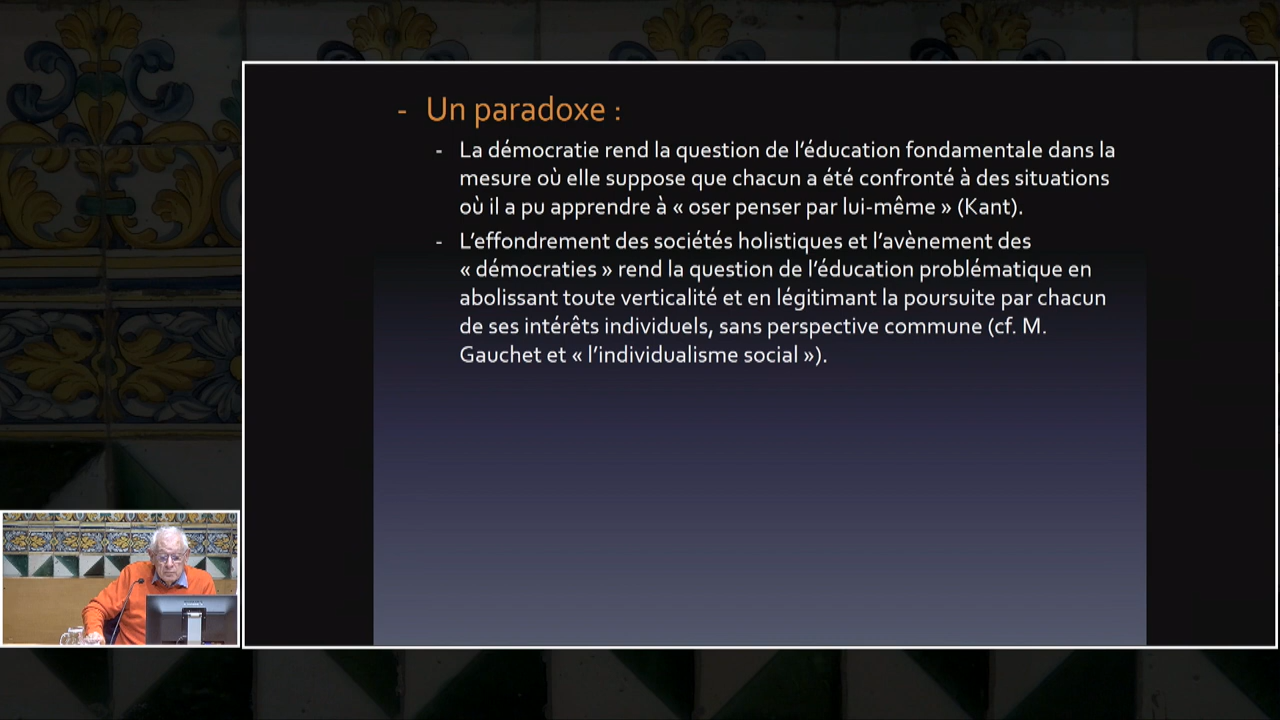 - Un paradoxe :
- La démocratie rend la question de l'éducation fondamentale dans la
mesure où elle suppose que chacun a été confronté à des situations
où il a pu apprendre à « oser penser par lui-même » (Kant).
- L'effondrement des sociétés holistiques et l'avènement des
« démocraties » rend la question de l'éducation problématique en
abolissant toute verticalité et en légitimant la poursuite par chacun
de ses intérêts individuels, sans perspective commune (cf. M.
Gauchet et « l'individualisme social »).